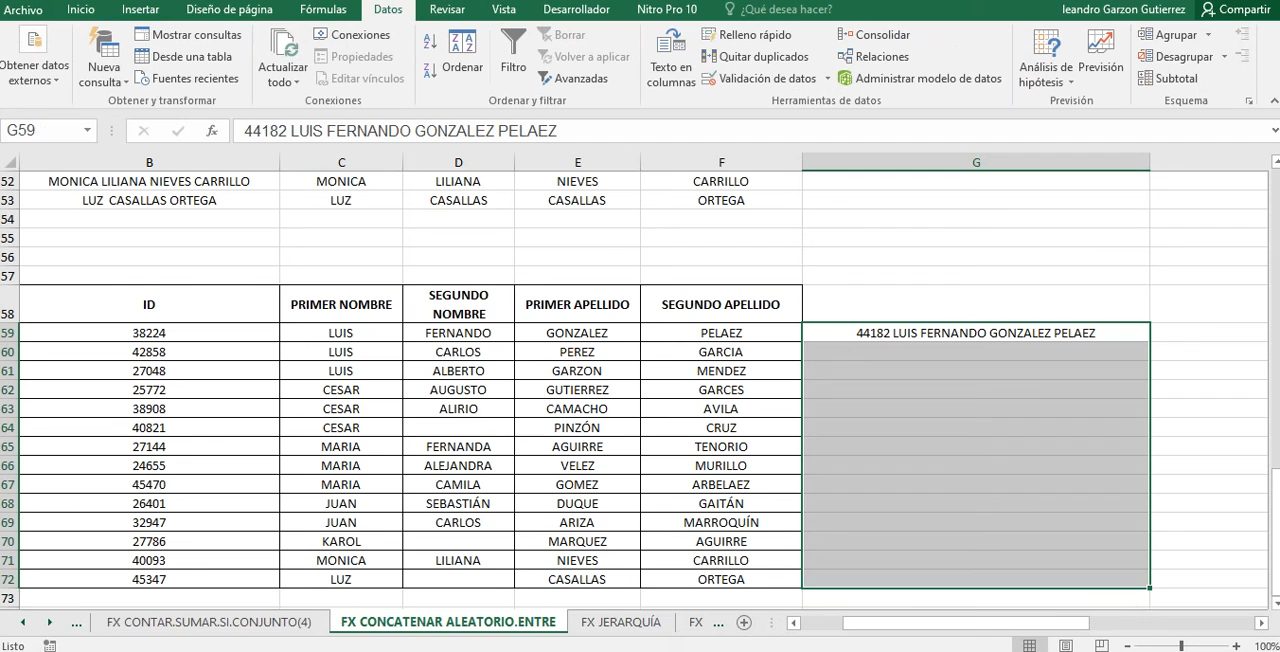 Archivo Inicio Insertar Diseño de página Fórmulas Datos Revisar Vista Desarrollador Nitro Pro 10 ¿Qué desea hacer? leandro Garzon Gutierrez Compartir
Obtener datos externos
Nueva consulta
Mostrar consultas
Desde una tabla
Fuentes recientes
Obtener y transformar
Actualizar todo
Conexiones
Propiedades
Editar vínculos
Conexiones
Ordenar
Filtro
Borrar
Volver a aplicar
Avanzadas
Ordenar y filtrar
Texto en columnas
Relleno rápido
Quitar duplicados
Validación de datos
Consolidar
Relaciones
Administrar modelo de datos
Herramientas de datos
Análisis de hipótesis
Previsión
Previsión
Agrupar
Desagrupar
Subtotal
Esquema
G59 fx 44182 LUIS FERNANDO GONZALEZ PELAEZ
B C D E F G
52 MONICA LILIANA NIEVES CARRILLO MONICA LILIANA NIEVES CARRILLO
53 LUZ CASALLAS ORTEGA LUZ CASALLAS CASALLAS ORTEGA
54
55
56
57
58 ID PRIMER NOMBRE SEGUNDO NOMBRE PRIMER APELLIDO SEGUNDO APELLIDO
59 38224 LUIS FERNANDO GONZALEZ PELAEZ 44182 LUIS FERNANDO GONZALEZ PELAEZ
60 42858 LUIS CARLOS PEREZ GARCIA
61 27048 LUIS ALBERTO GARZON MENDEZ
62 25772 CESAR AUGUSTO GUTIERREZ GARCES
63 38908 CESAR ALIRIO CAMACHO AVILA
64 40821 CESAR PINZÓN CRUZ
65 27144 MARIA FERNANDA AGUIRRE TENORIO
66 24655 MARIA ALEJANDRA VELEZ MURILLO
67 45470 MARIA CAMILA GOMEZ ARBELAEZ
68 26401 JUAN SEBASTIÁN DUQUE GAITÁN
69 32947 JUAN CARLOS ARIZA MARROQUÍN
70 27786 KAROL MARQUEZ AGUIRRE
71 40093 MONICA LILIANA NIEVES CARRILLO
72 45347 LUZ CASALLAS ORTEGA
73
... FX CONTAR.SUMAR.SI.CONJUNTO(4) FX CONCATENAR ALEATORIO.ENTRE FX JERARQUÍA FX ...
Listo 100%